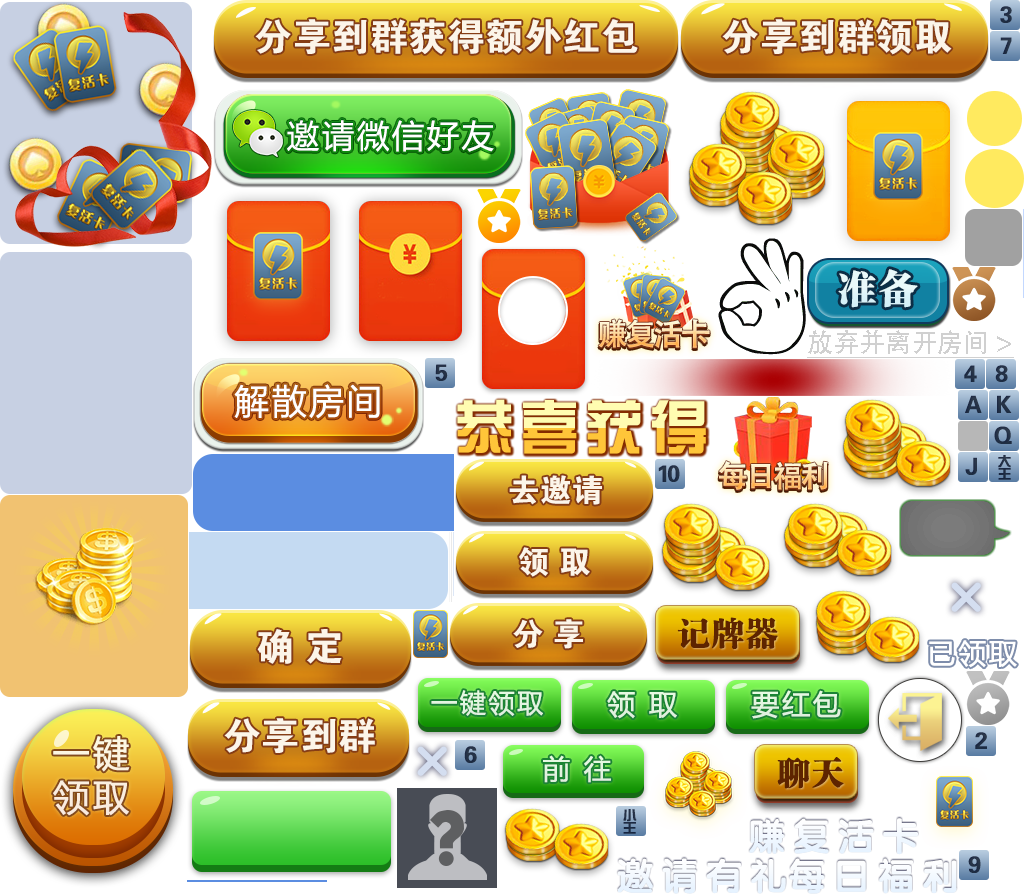 分享到群获得额外红包
分享到群领取
3
7
复活卡
复活卡
邀请微信好友
复活卡
复活卡
复活卡
复活卡
复活卡
复活卡
¥
¥
复活卡
赚复活卡
准备
放弃并离开房间 >
解散房间
5
4
8
A
K
Q
J
大王
恭喜获得
每日福利
去邀请
10
领取
确定
复活卡
分享
记牌器
已领取
一键领取
领取
要红包
2
分享到群
6
前往
聊天
一键
领取
小王
复活卡
赚复活卡
邀请有礼每日福利
9